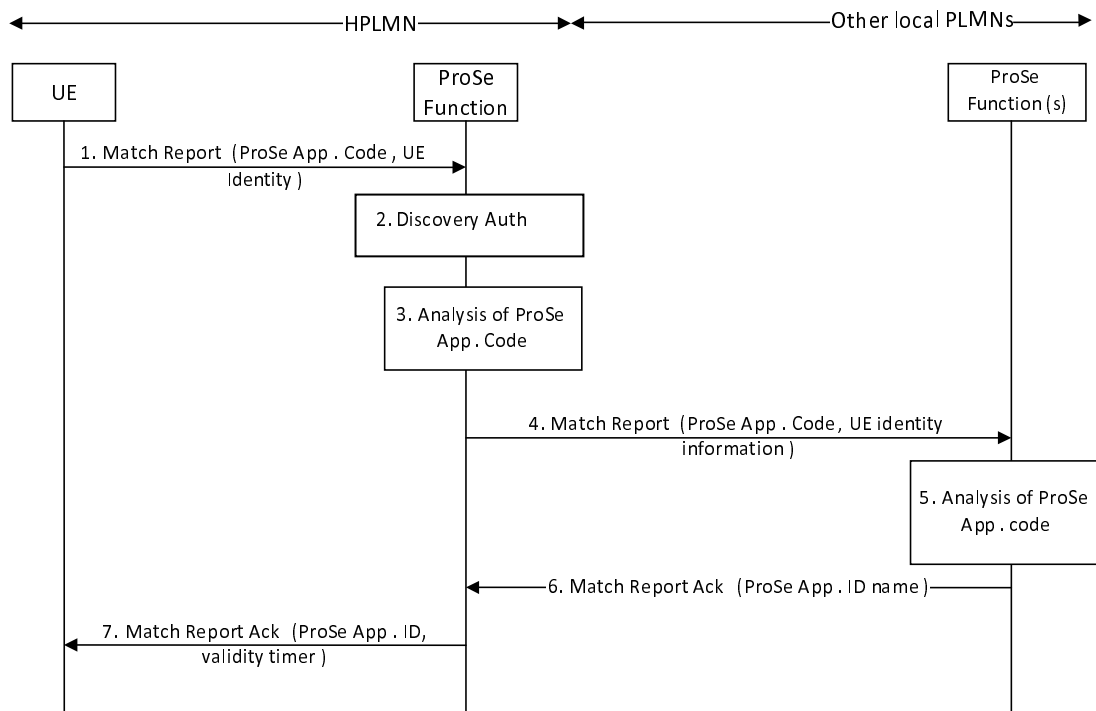 HPLMN
Other local PLMNs
UE
ProSe
Function
ProSe
Function (s)
1. Match Report (ProSe App . Code , UE
Identity )
2. Discovery Auth
3. Analysis of ProSe
App . Code
4. Match Report (ProSe App . Code, UE identity
information )
5. Analysis of ProSe
App . code
6. Match Report Ack (ProSe App . ID name )
7. Match Report Ack (ProSe App . ID,
validity timer )